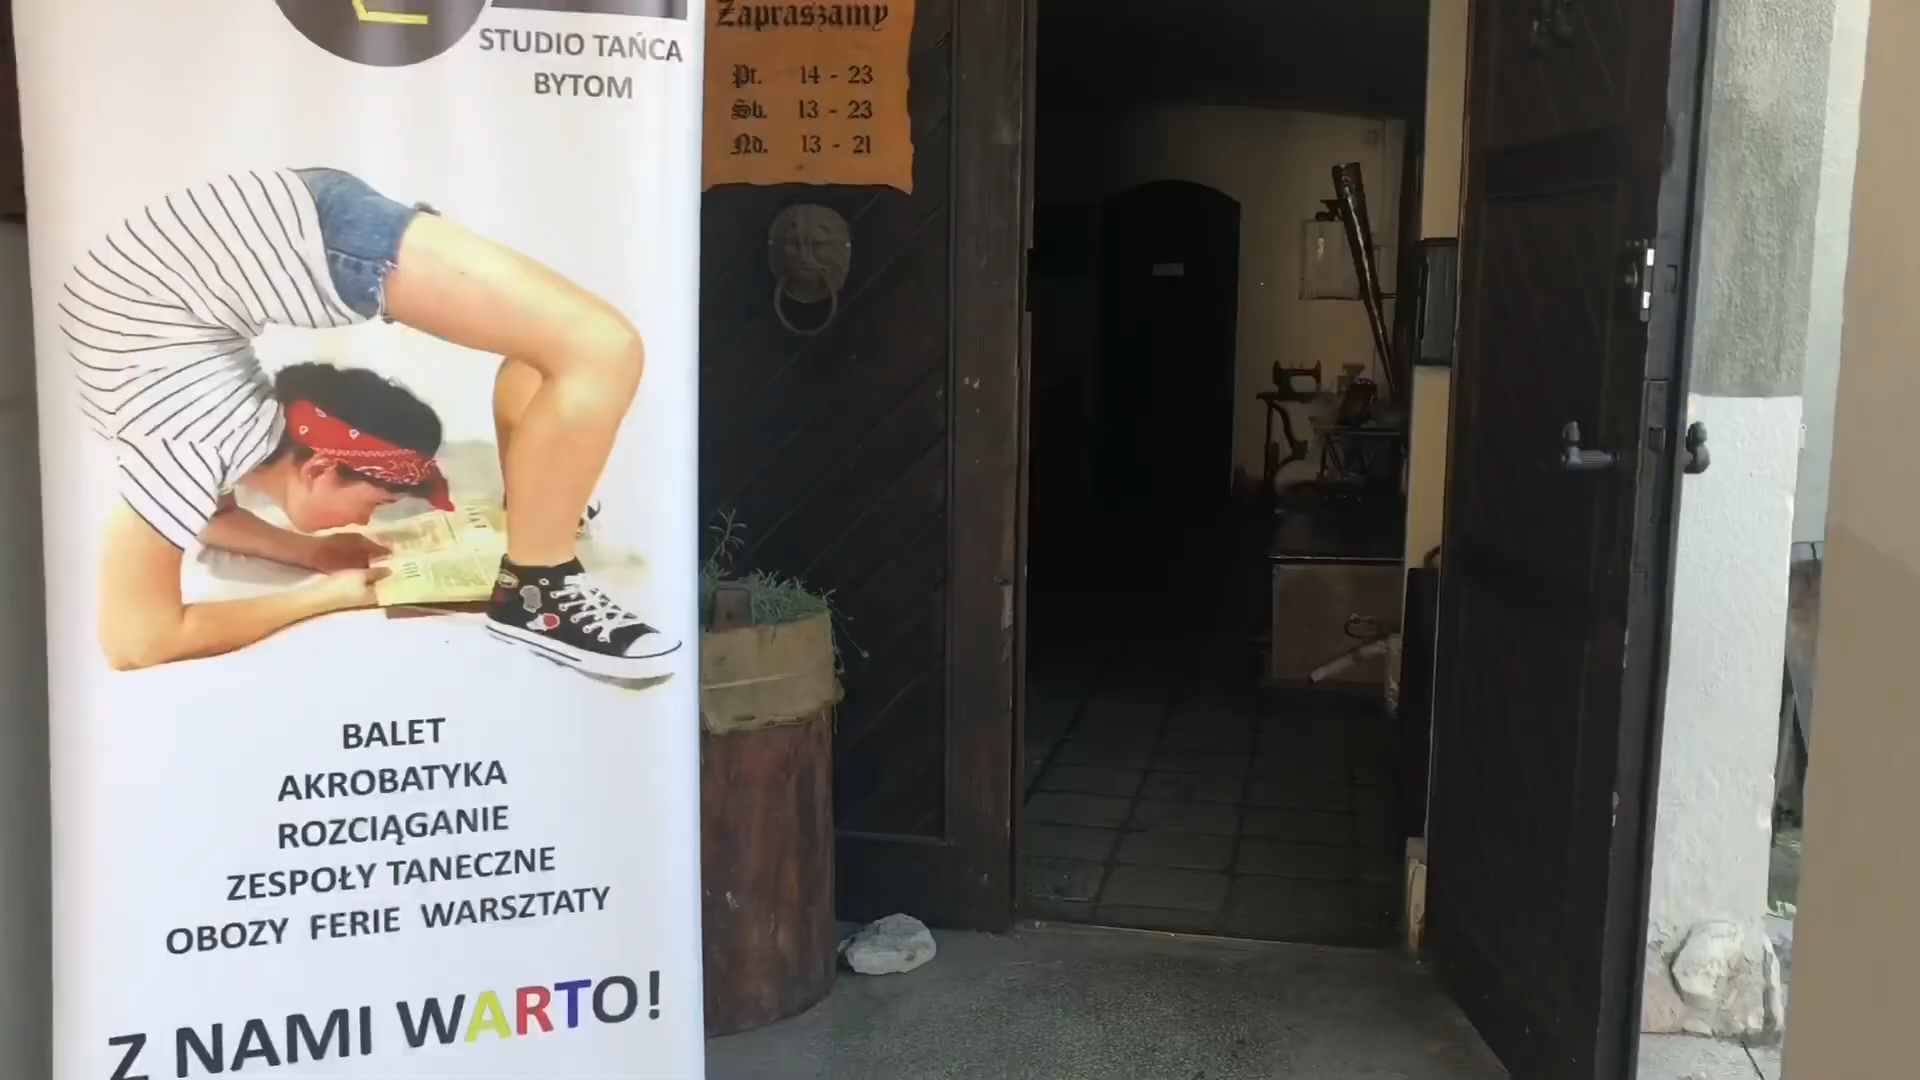 STUDIO TAŃCA
BYTOM
BALET
AKROBATYKA
ROZCIĄGANIE
ZESPOŁY TANECZNE
OBOZY FERIE WARSZTATY
Z NAMI WARTO!
Zapraszamy
Pt. 14 - 23
Sb. 13 - 23
Nd. 13 - 21